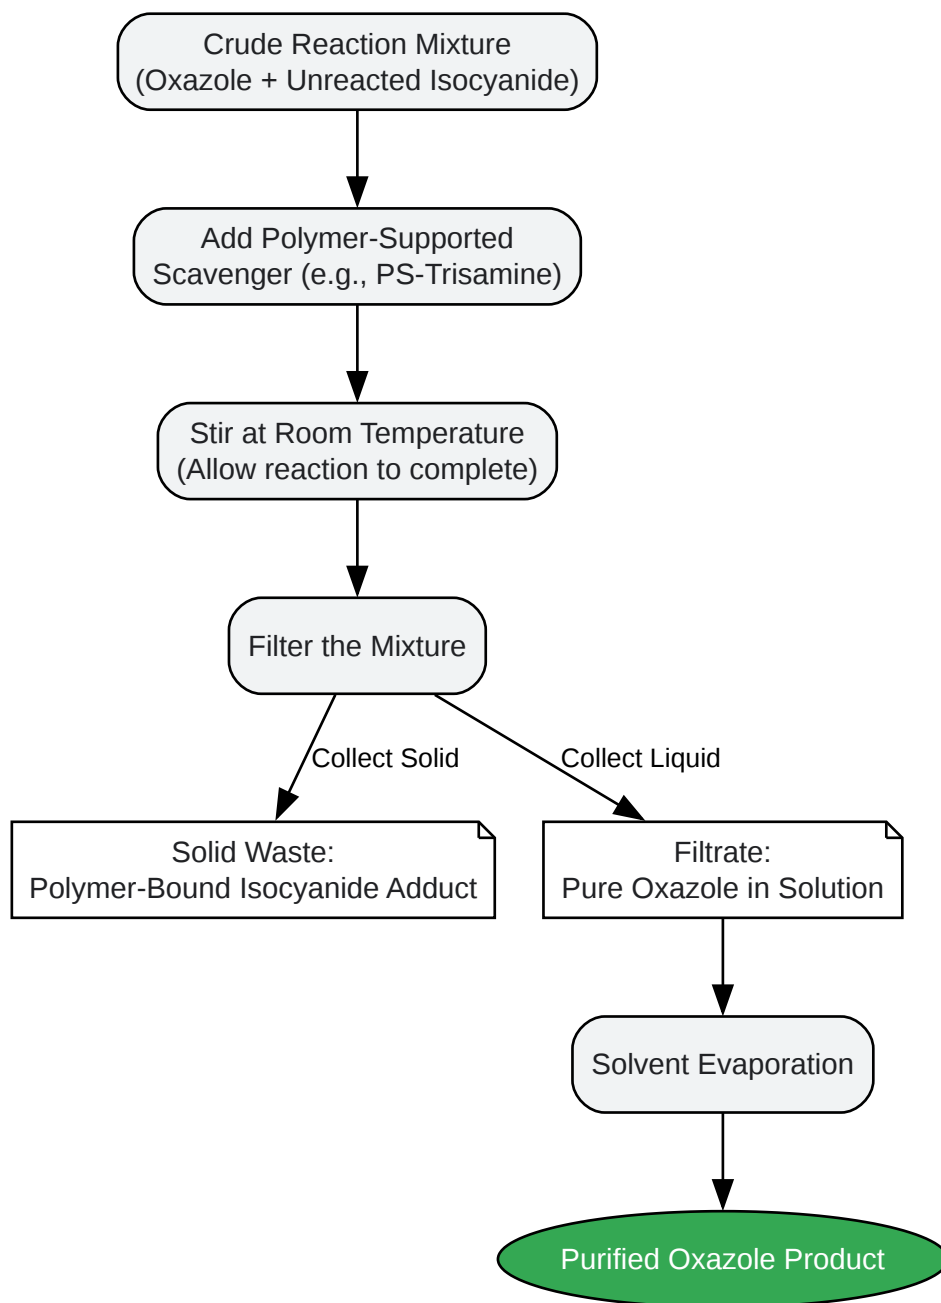 Crude Reaction Mixture
(Oxazole + Unreacted Isocyanide)
Add Polymer-Supported
Scavenger (e.g., PS-Trisamine)
Stir at Room Temperature
(Allow reaction to complete)
Filter the Mixture
Collect Solid
Collect Liquid
Solid Waste:
Polymer-Bound Isocyanide Adduct
Filtrate:
Pure Oxazole in Solution
Solvent Evaporation
Purified Oxazole Product